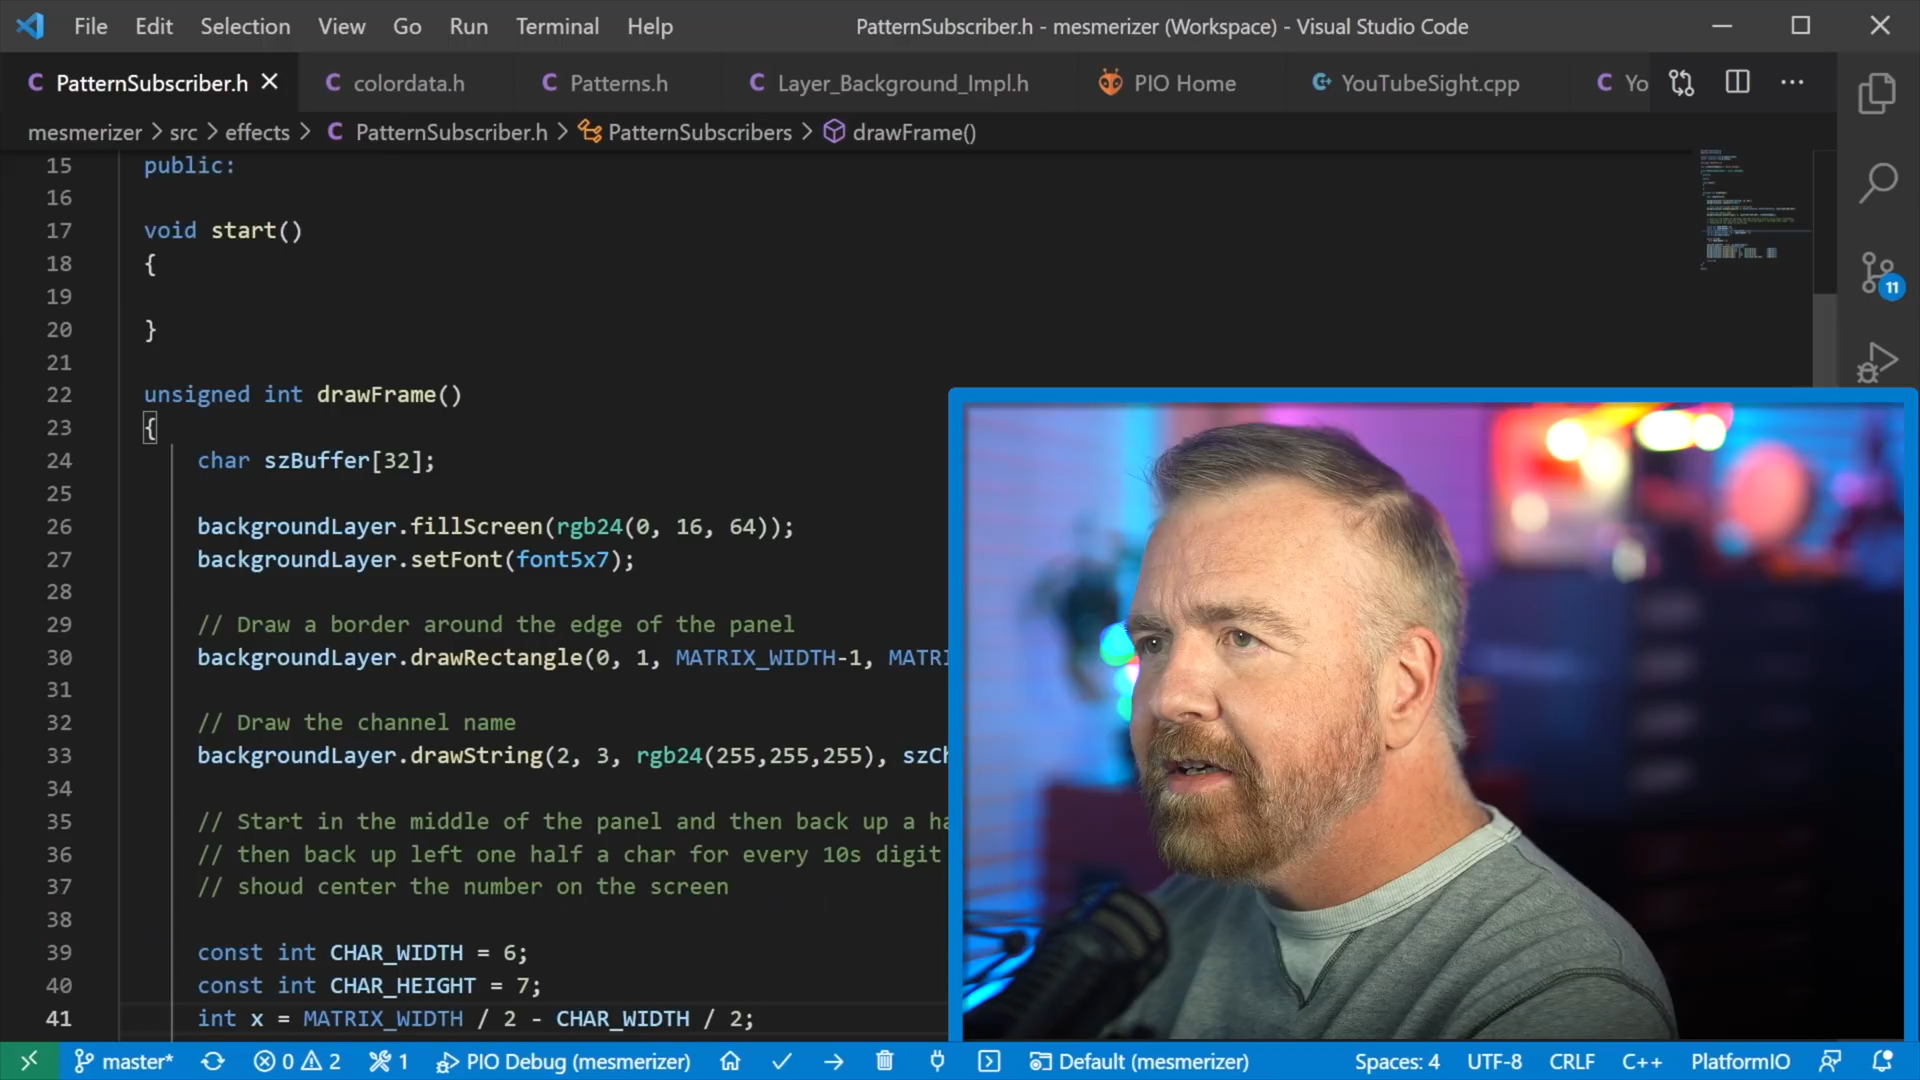 File Edit Selection View Go Run Terminal Help PatternSubscriber.h - mesmerizer (Workspace) - Visual Studio Code
PatternSubscriber.h colordata.h Patterns.h Layer_Background_Impl.h PIO Home YouTubeSight.cpp Yo
mesmerizer > src > effects > PatternSubscriber.h > PatternSubscribers > drawFrame()
15 public:
16
17 void start()
18 {
19
20 }
21
22 unsigned int drawFrame()
23 {
24 char szBuffer[32];
25
26 backgroundLayer.fillScreen(rgb24(0, 16, 64));
27 backgroundLayer.setFont(font5x7);
28
29 // Draw a border around the edge of the panel
30 backgroundLayer.drawRectangle(0, 1, MATRIX_WIDTH-1, MATRI
31
32 // Draw the channel name
33 backgroundLayer.drawString(2, 3, rgb24(255,255,255), szCh
34
35 // Start in the middle of the panel and then back up a ha
36 // then back up left one half a char for every 10s digit
37 // shoud center the number on the screen
38
39 const int CHAR_WIDTH = 6;
40 const int CHAR_HEIGHT = 7;
41 int x = MATRIX_WIDTH / 2 - CHAR_WIDTH / 2;
11
master* 0 2 1 PIO Debug (mesmerizer) Default (mesmerizer) Spaces: 4 UTF-8 CRLF C++ PlatformIO